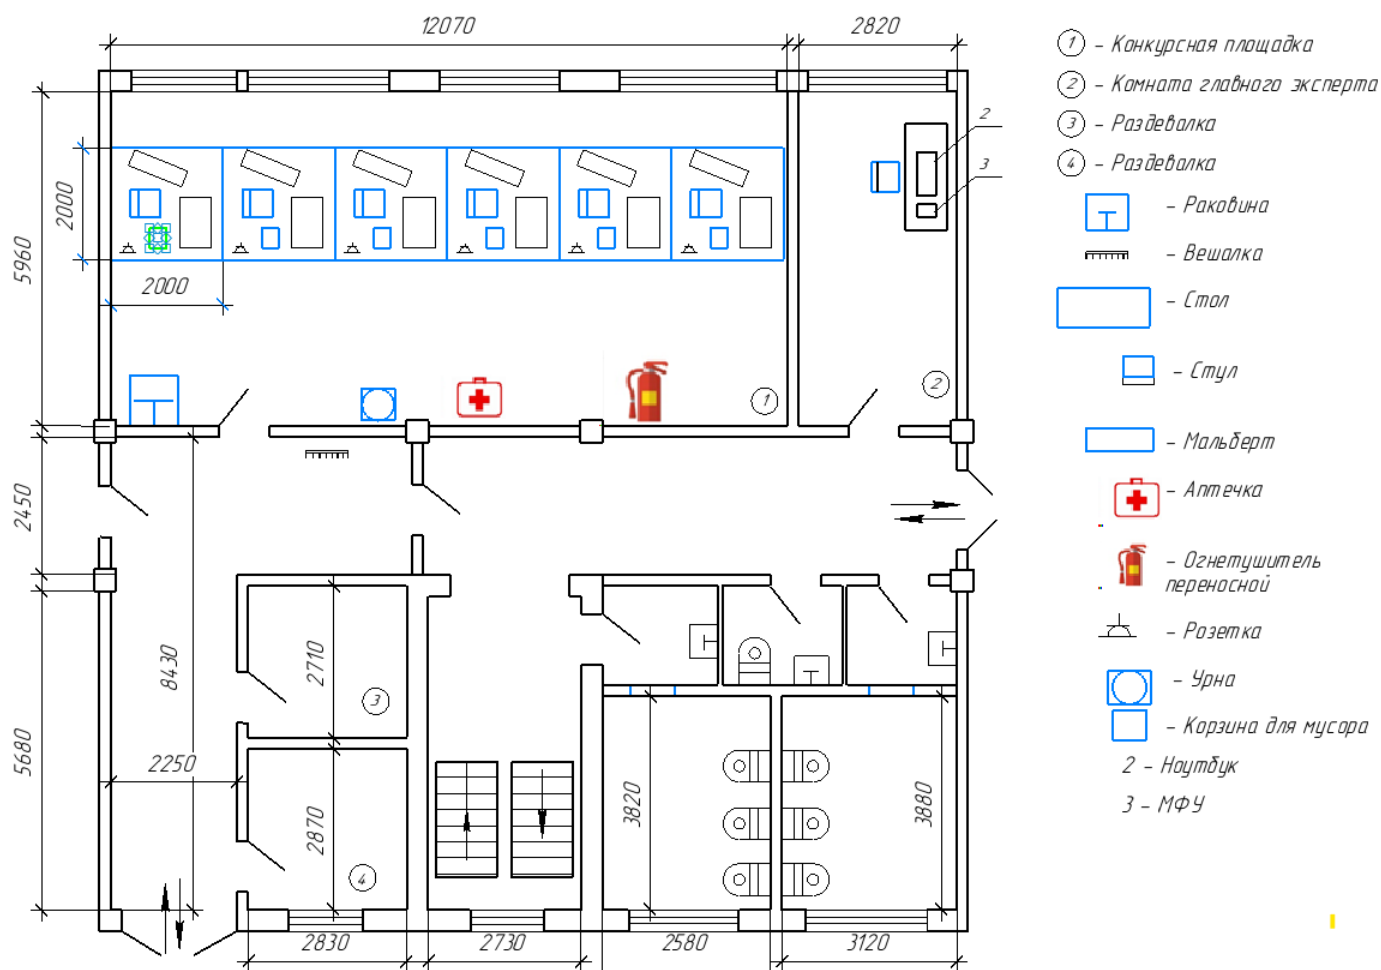 12070
2820
1 - Конкурсная площадка
2 - Комната главного эксперта
3 - Раздевалка
4 - Раздевалка
- Раковина
- Вешалка
- Стол
- Стул
- Мальберт
- Аптечка
- Огнетушитель
переносной
- Розетка
- Урна
- Корзина для мусора
2 - Ноутбук
3 - МФУ
2
3
2000
5960
2000
1
2
2450
8430
2710
3
5680
2250
2870
4
3820
3880
2830
2730
2580
3120